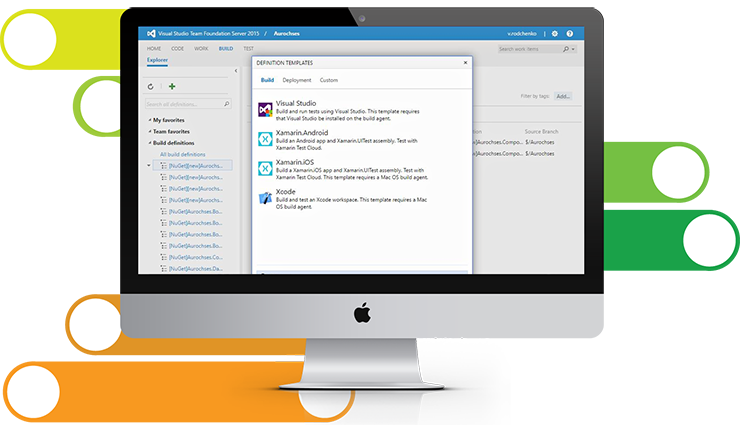 Visual Studio Team Foundation Server 2015 / Aurochses
v.rodchenko
HOME CODE WORK BUILD TEST
Search work items
Explorer
Search all definitions...
My favorites
Team favorites
Build definitions
All build definitions
[NuGet][new]Aurochs...
[NuGet][new]Aurochs...
[NuGet][new]Aurochs...
[NuGet][new]Aurochs...
[NuGet]Aurochses.Bo...
[NuGet]Aurochses.Bo...
[NuGet]Aurochses.Bo...
[NuGet]Aurochses.Bo...
[NuGet]Aurochses.Co...
[NuGet]Aurochses.Da...
DEFINITION TEMPLATES
Build Deployment Custom
Visual Studio
Build and run tests using Visual Studio. This template requires
that Visual Studio be installed on the build agent.
Xamarin.Android
Build an Android app and Xamarin.UITest assembly. Test with
Xamarin Test Cloud.
Xamarin.iOS
Build a Xamarin.iOS app and Xamarin.UITest assembly. Test with
Xamarin Test Cloud. This template requires a Mac OS build agent.
Xcode
Build and test an Xcode workspace. This template requires a Mac
OS build agent.
Filter by tags: Add...
Source Branch
w]Aurochses.Compo... $/Aurochses
w]Aurochses.Compo... $/Aurochses